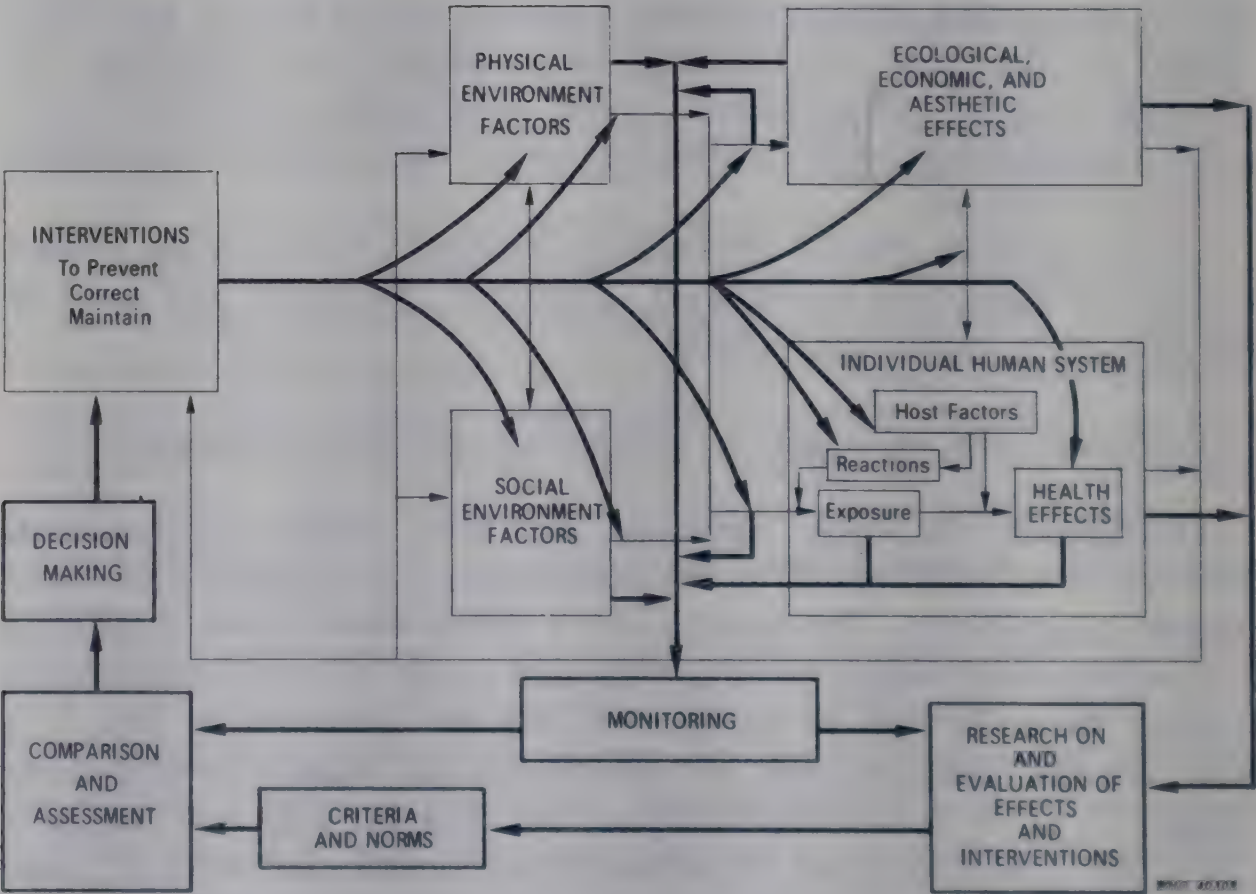 PHYSICAL
ENVIRONMENT
FACTORS
ECOLOGICAL,
ECONOMIC, AND
AESTHETIC
EFFECTS
INTERVENTIONS
To Prevent
Correct
Maintain
INDIVIDUAL HUMAN SYSTEM
Host Factors
Reactions
Exposure
HEALTH
EFFECTS
SOCIAL
ENVIRONMENT
FACTORS
DECISION
MAKING
MONITORING
COMPARISON
AND
ASSESSMENT
CRITERIA
AND NORMS
RESEARCH ON
AND
EVALUATION OF
EFFECTS
AND
INTERVENTIONS